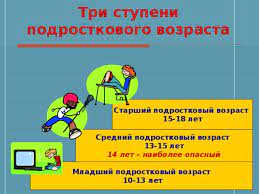 Три ступени
подросткового возраста
Старший подростковый возраст
15-18 лет
Средний подростковый возраст
13-15 лет
14 лет – наиболее опасный
Младший подростковый возраст
10-13 лет